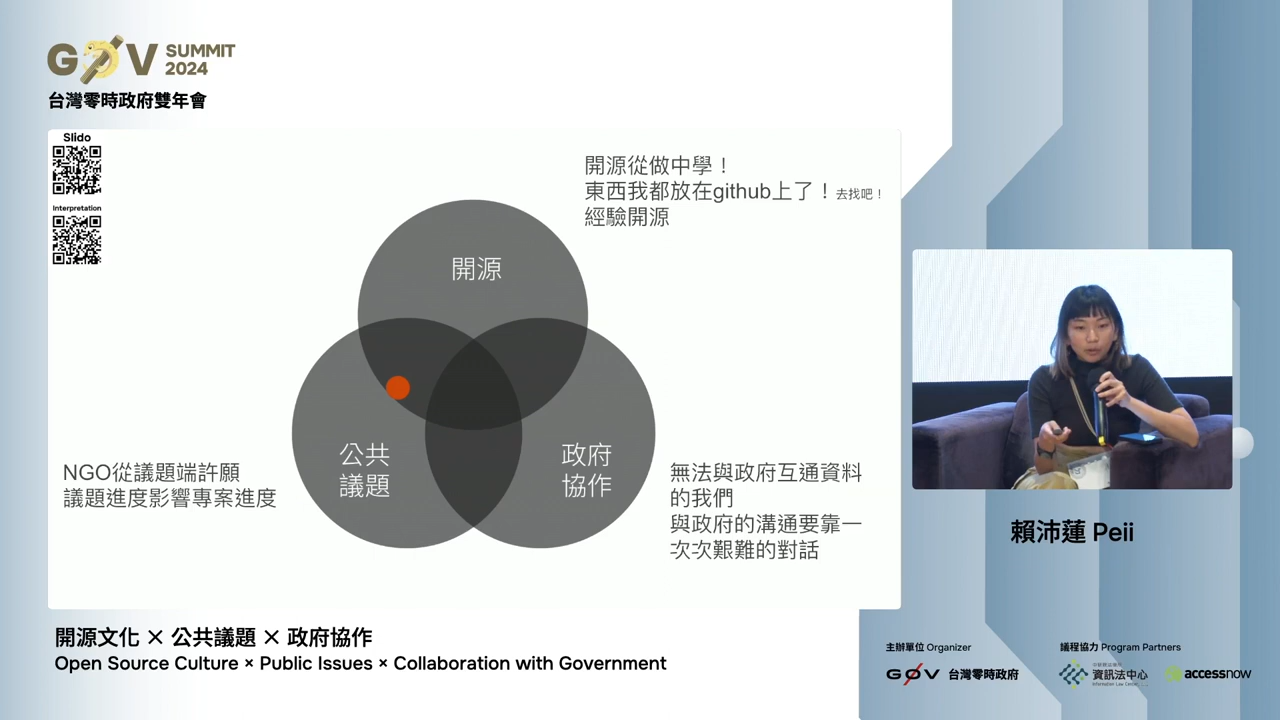 G0V SUMMIT 2024
台灣零時政府雙年會
Slido
Interpretation
開源從做中學！
東西我都放在github上了！去找吧！
經驗開源
開源
公共
議題
政府
協作
NGO從議題端許願
議題進度影響專案進度
無法與政府互通資料
的我們
與政府的溝通要靠一
次次艱難的對話
賴沛蓮 Peii
開源文化 × 公共議題 × 政府協作
Open Source Culture × Public Issues × Collaboration with Government
主辦單位 Organizer
G0V 台灣零時政府
議程協力 Program Partners
資訊法中心
Information Law Center
accessnow